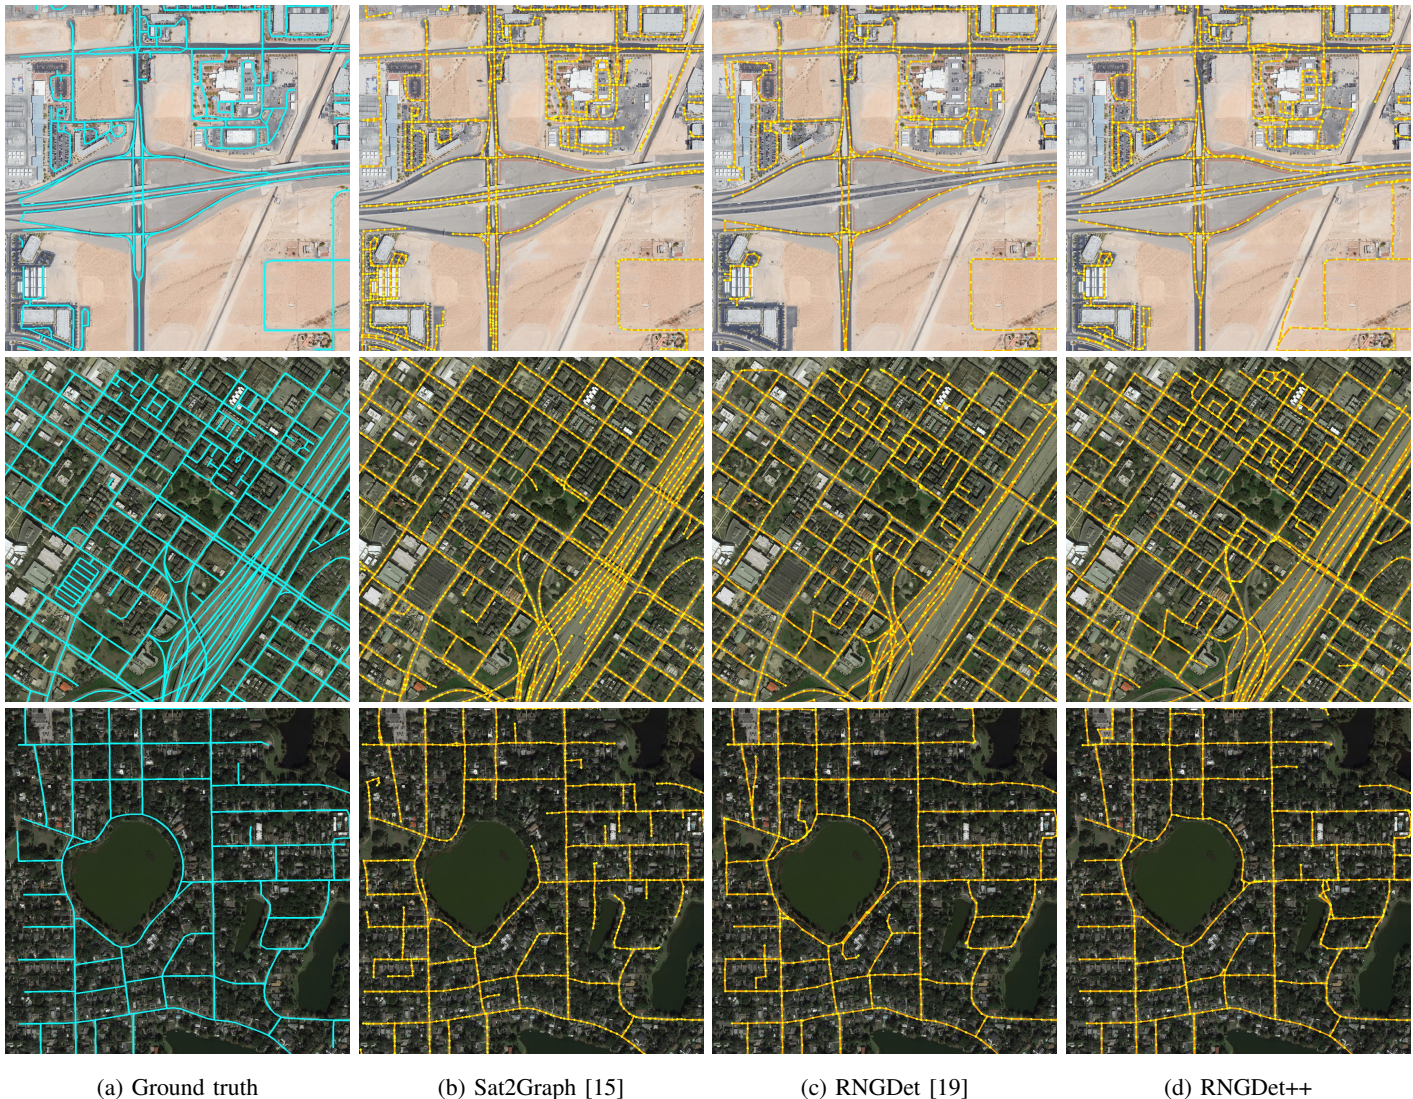 (a) Ground truth
(b) Sat2Graph [15]
(c) RNGDet [19]
(d) RNGDet++